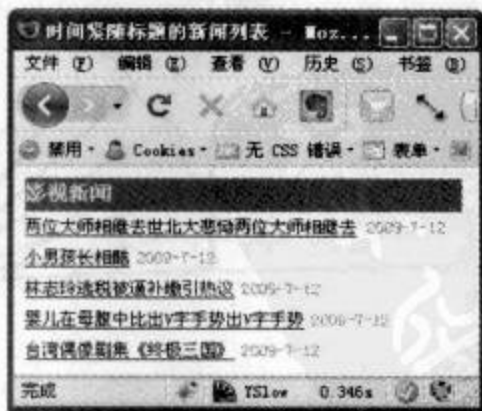 时间紧随标题的新闻列表 - Moz...
文件 (F) 编辑 (E) 查看 (V) 历史 (S) 书签 (B)
禁用 Cookies 无 CSS 错误 表单
影视新闻
两位大师相继去世北大悲恸两位大师相继去 2009-7-12
小男孩长相酷 2009-7-12
林志玲逃税被逼补缴引热议 2009-7-12
婴儿在母腹中比出V字手势出V字手势 2009-7-12
台湾偶像剧集《终极三国》 2009-7-12
完成 YSlow 0.346s